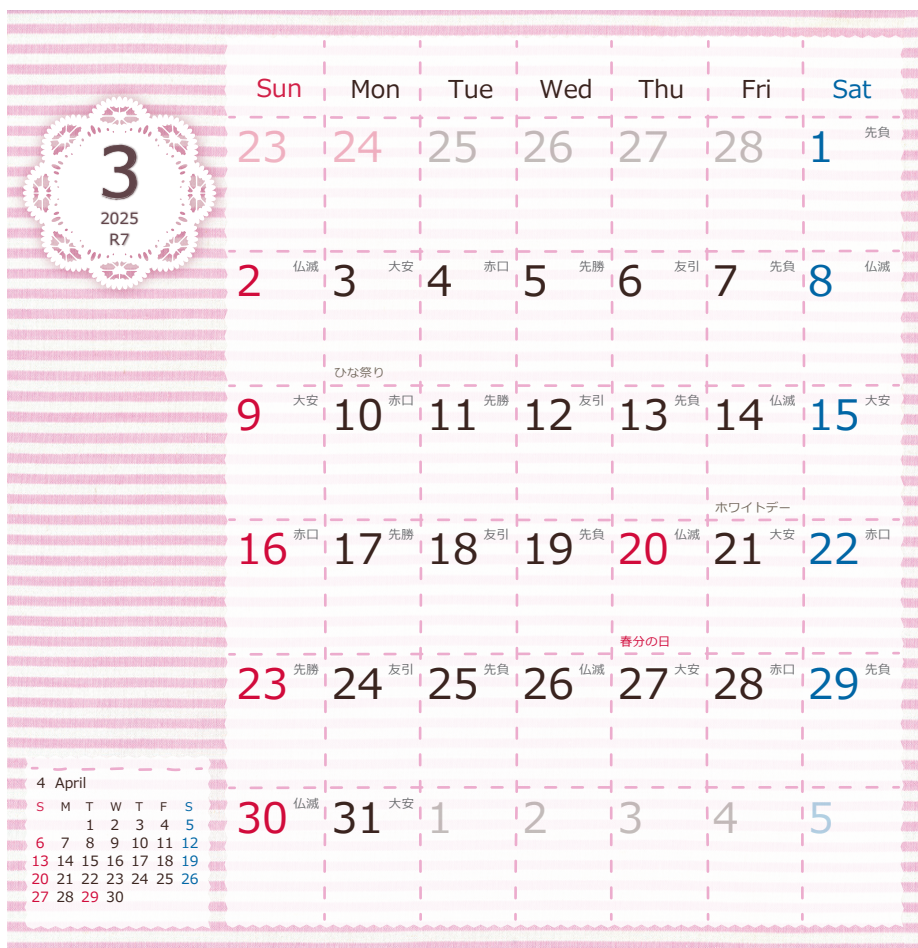 3
2025
R7
Sun Mon Tue Wed Thu Fri Sat
23 24 25 26 27 28 1 先負
2 仏滅 3 大安 4 赤口 5 先勝 6 友引 7 先負 8 仏滅
ひな祭り
9 大安 10 赤口 11 先勝 12 友引 13 先負 14 仏滅 15 大安
ホワイトデー
16 赤口 17 先勝 18 友引 19 先負 20 仏滅 21 大安 22 赤口
春分の日
23 先勝 24 友引 25 先負 26 仏滅 27 大安 28 赤口 29 先負
30 仏滅 31 大安 1 2 3 4 5
4 April
S M T W T F S
1 2 3 4 5
6 7 8 9 10 11 12
13 14 15 16 17 18 19
20 21 22 23 24 25 26
27 28 29 30